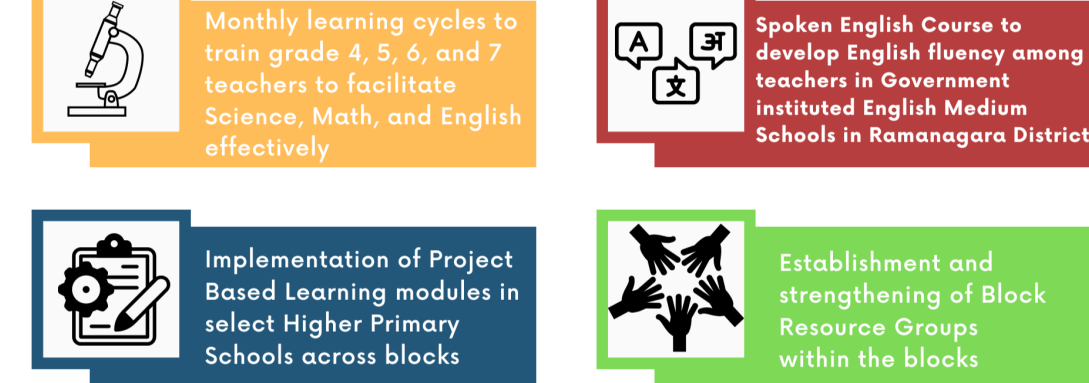 Monthly learning cycles to
train grade 4, 5, 6, and 7
teachers to facilitate
Science, Math, and English
effectively
A
अ
文
Spoken English Course to
develop English fluency among
teachers in Government
instituted English Medium
Schools in Ramanagara District
Implementation of Project
Based Learning modules in
select Higher Primary
Schools across blocks
Establishment and
strengthening of Block
Resource Groups
within the blocks